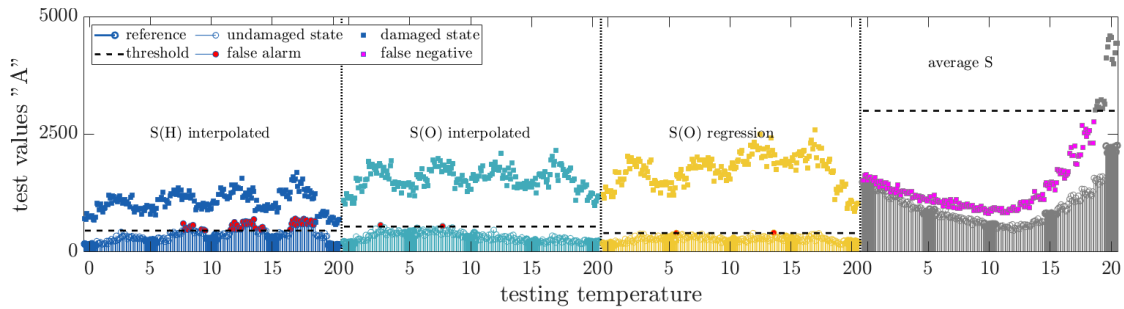 5000
reference undamaged state damaged state
threshold false alarm false negative
average S
test values "A"
2500
S(H) interpolated S(O) interpolated S(O) regression
0
0 5 10 15 20 0 5 10 15 20 0 5 10 15 20 0 5 10 15 20
testing temperature